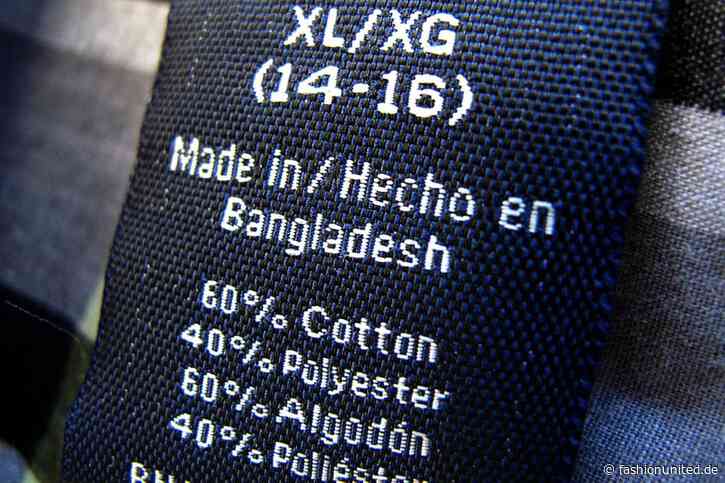 XL/XG
(14-16)
Made in/Hecho en
Bangladesh
60% Cotton
40% Polyester
60% Algodón
40% Poliéster
© fashionunited.de